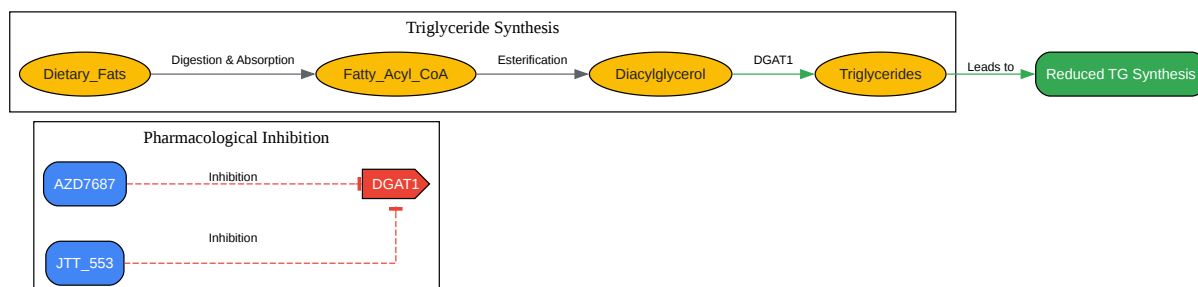 Triglyceride Synthesis
Dietary_Fats
Digestion & Absorption
Fatty_Acyl_CoA
Esterification
Diacylglycerol
DGAT1
Triglycerides
Leads to
Reduced TG Synthesis
Pharmacological Inhibition
AZD7687
Inhibition
DGAT1
Inhibition
JTT_553